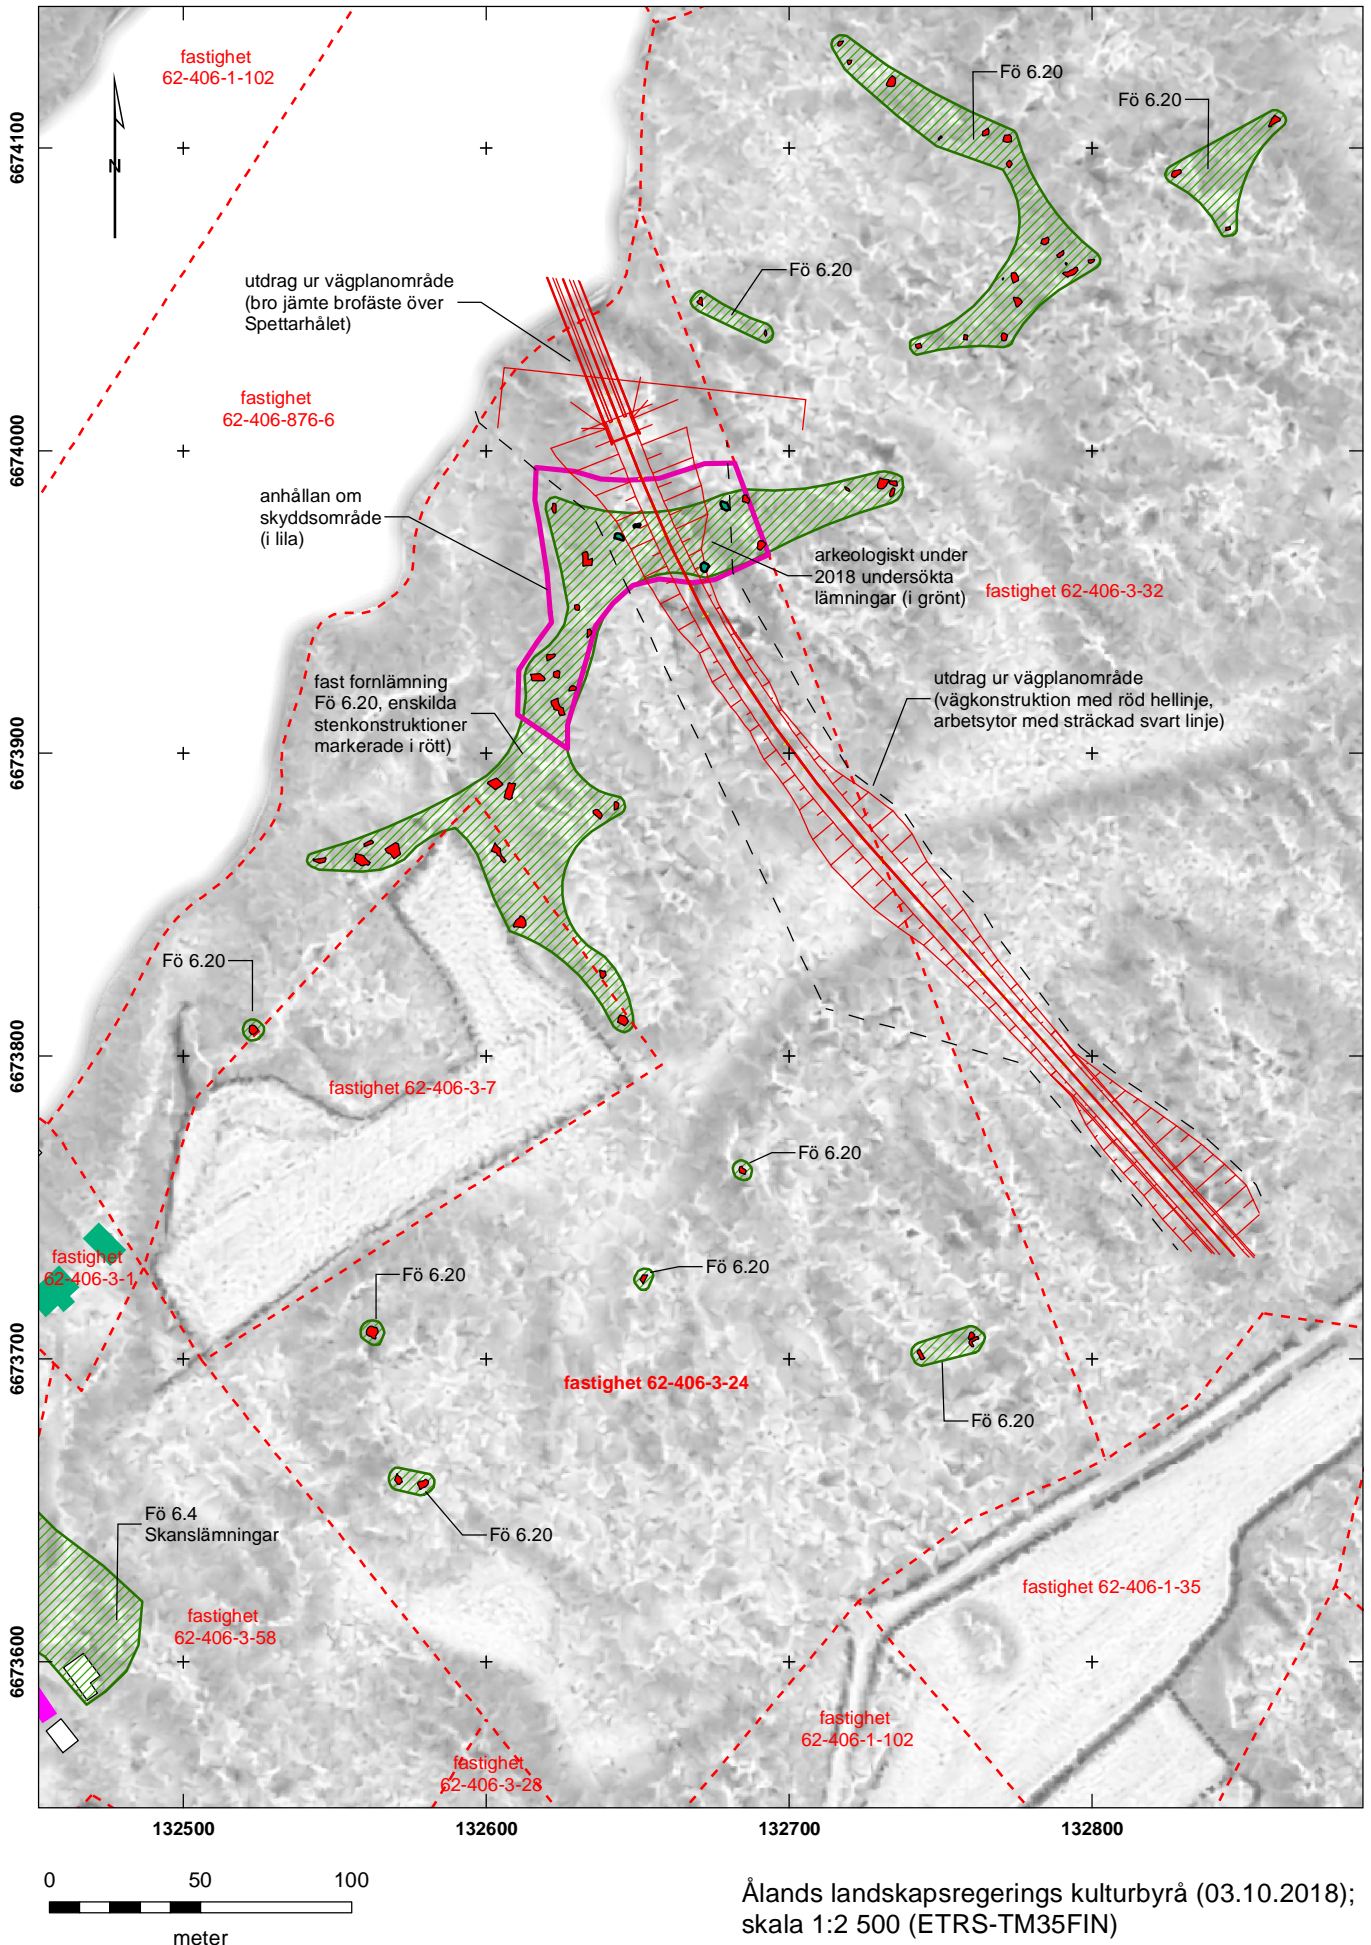 fastighet
62-406-1-102
Fö 6.20
Fö 6.20
6674100
N
utdrag ur vägplanområde
(bro jämte brofäste över
Spettarhålet)
Fö 6.20
fastighet
62-406-876-6
6674000
anhållan om
skyddsområde
(i lila)
arkeologiskt under
2018 undersökta
lämningar (i grönt)
fastighet 62-406-3-32
fast fornlämning
Fö 6.20, enskilda
stenkonstruktioner
markerade i rött)
utdrag ur vägplanområde
(vägkonstruktion med röd hellinje,
arbetsytor med sträckad svart linje)
6673900
Fö 6.20
6673800
fastighet 62-406-3-7
Fö 6.20
fastighet
62-406-3-1
Fö 6.20
Fö 6.20
6673700
fastighet 62-406-3-24
Fö 6.20
Fö 6.4
Skanslämningar
Fö 6.20
fastighet 62-406-1-35
fastighet
62-406-3-58
6673600
fastighet
62-406-1-102
fastighet
62-406-3-28
132500
132600
132700
132800
0 50 100
meter
Ålands landskapsregerings kulturbyrå (03.10.2018);
skala 1:2 500 (ETRS-TM35FIN)